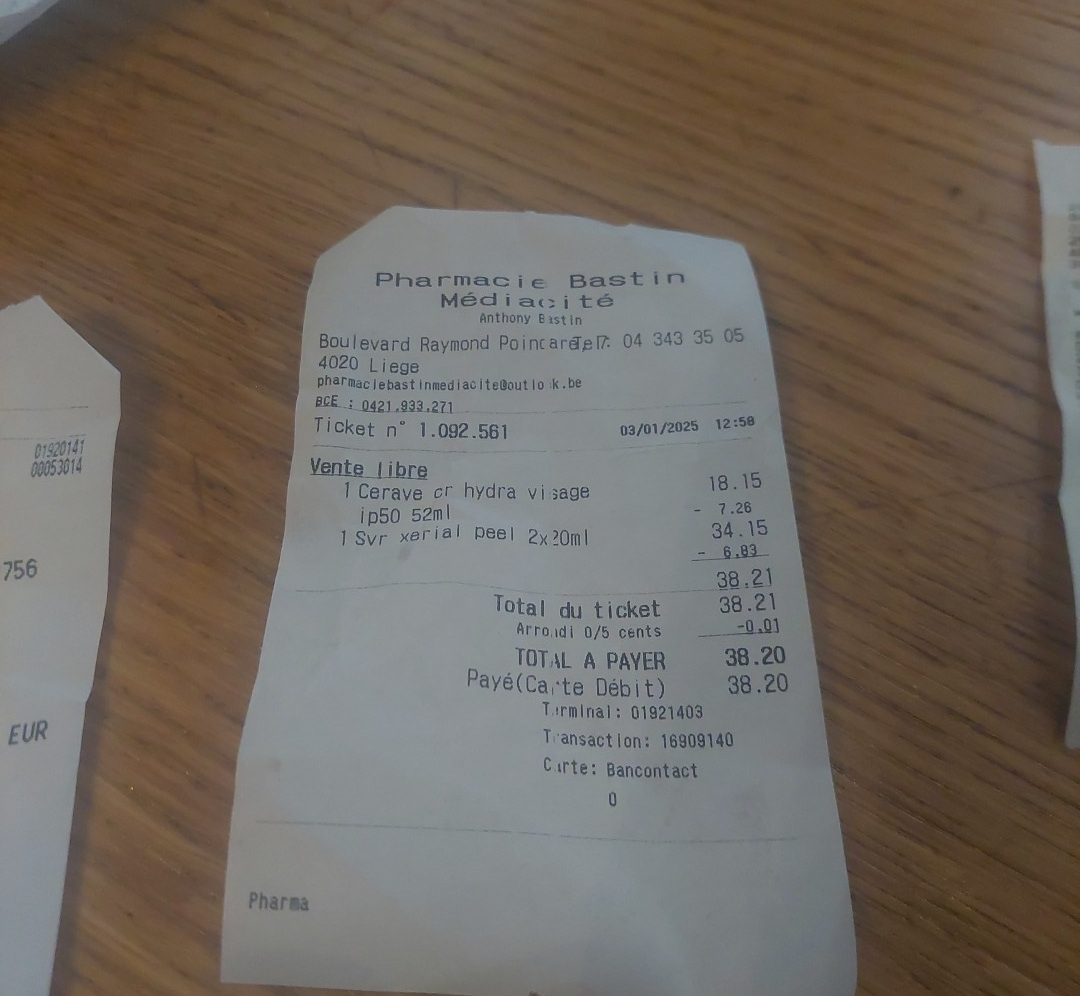 Pharmacie Bastin
Médiacité
Anthony Bastin
Boulevard Raymond Poincaré 7 Tel: 04 343 35 05
4020 Liege
pharmaciebastinmediacite@outlook.be
BCE : 0421.933.271
Ticket n° 1.092.561 03/01/2025 12:58
Vente libre
1 Cerave cr hydra visage 18.15
ip50 52ml - 7.26
1 Svr xerial peel 2x20ml 34.15
- 6.83
38.21
Total du ticket 38.21
Arrondi 0/5 cents -0.01
TOTAL A PAYER 38.20
Payé(Carte Débit) 38.20
Terminal: 01921403
Transaction: 16909140
Carte: Bancontact
0
Pharma
01920141
00053014
756
EUR